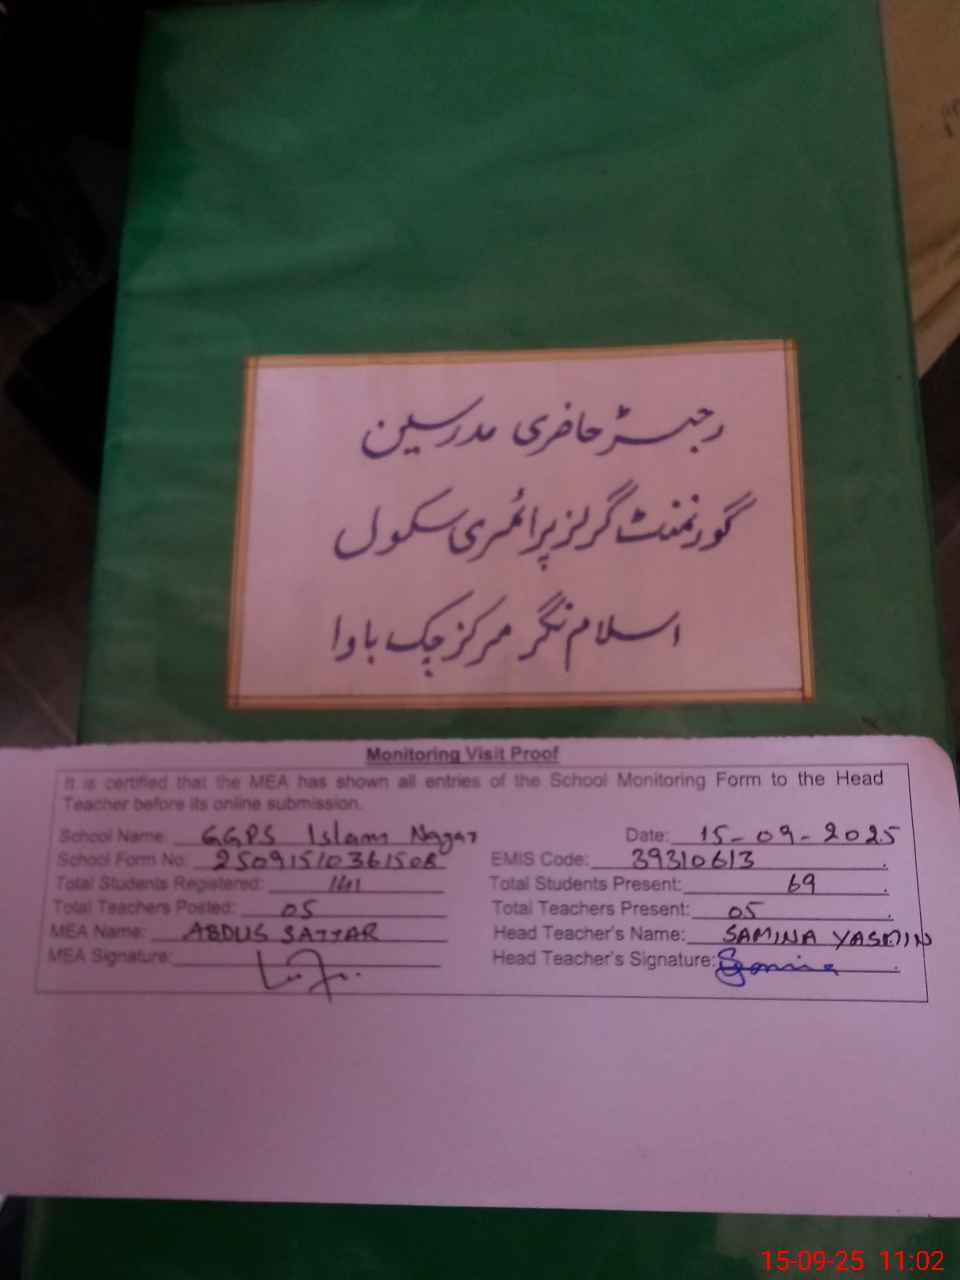 رجسٹر حاضری مدرسین
گورنمنٹ گرلز پرائمری سکول
اسلام نگر مرکز چک باوا
Monitoring Visit Proof
It is certified that the MEA has shown all entries of the School Monitoring Form to the Head
Teacher before its online submission.
School Name: GGPS Islam Nagar Date: 15-09-2025
School Form No: 25091510361508 EMIS Code: 39310613
Total Students Registered: 141 Total Students Present: 69
Total Teachers Posted: 05 Total Teachers Present: 05
MEA Name: ABDUS SATTAR Head Teacher's Name: SAMINA YASMIN
MEA Signature: Head Teacher's Signature: Samina
15-09-25 11:02